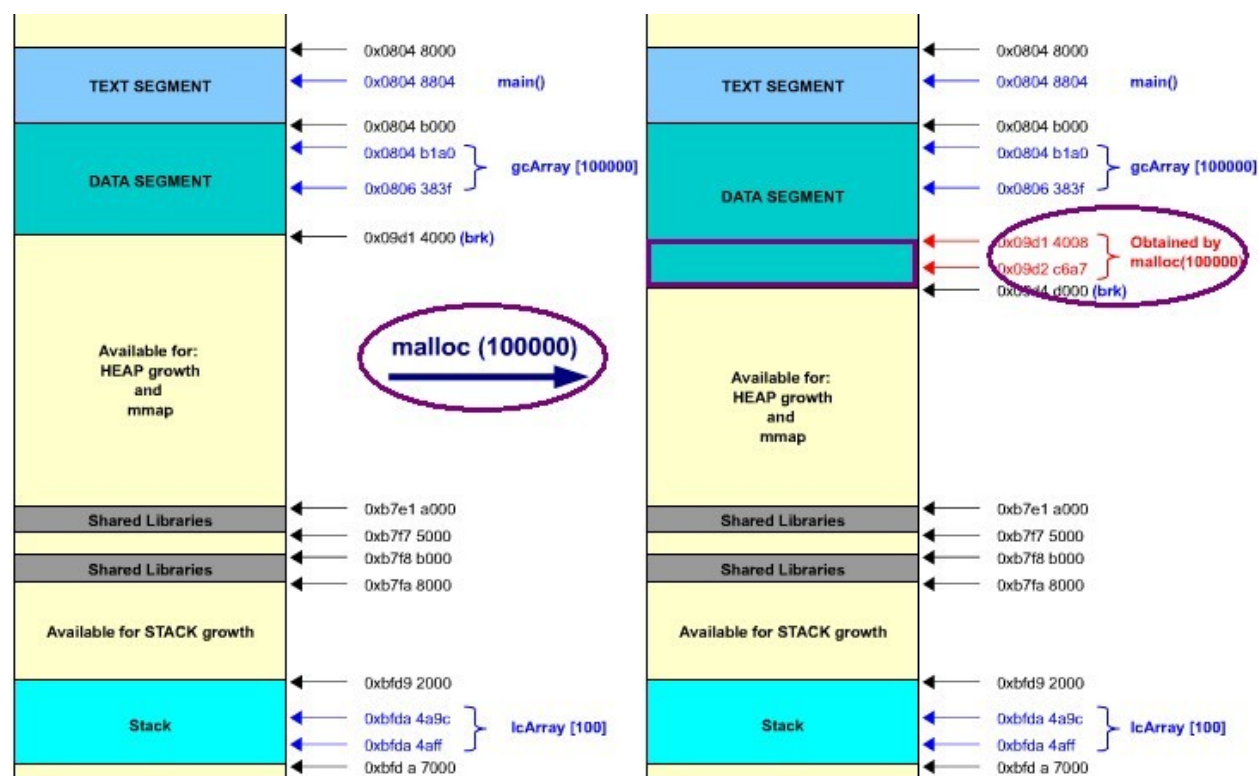 0x0804 8000
TEXT SEGMENT
0x0804 8804 main()
0x0804 b000
0x0804 b1a0
gcArray [100000]
DATA SEGMENT
0x0806 383f
0x09d1 4000 (brk)
Available for:
HEAP growth
and
mmap
0xb7e1 a000
Shared Libraries
0xb7f7 5000
0xb7f8 b000
Shared Libraries
0xb7fa 8000
Available for STACK growth
0xbfd9 2000
Stack
0xbfda 4a9c
lcArray [100]
0xbfda 4aff
0xbfd a 7000
malloc (100000)
0x0804 8000
TEXT SEGMENT
0x0804 8804 main()
0x0804 b000
0x0804 b1a0
gcArray [100000]
0x0806 383f
DATA SEGMENT
0x09d1 4008
Obtained by
malloc(100000)
0x09d2 c6a7
0x09d4 d000 (brk)
Available for:
HEAP growth
and
mmap
0xb7e1 a000
Shared Libraries
0xb7f7 5000
0xb7f8 b000
Shared Libraries
0xb7fa 8000
Available for STACK growth
0xbfd9 2000
Stack
0xbfda 4a9c
lcArray [100]
0xbfda 4aff
0xbfd a 7000